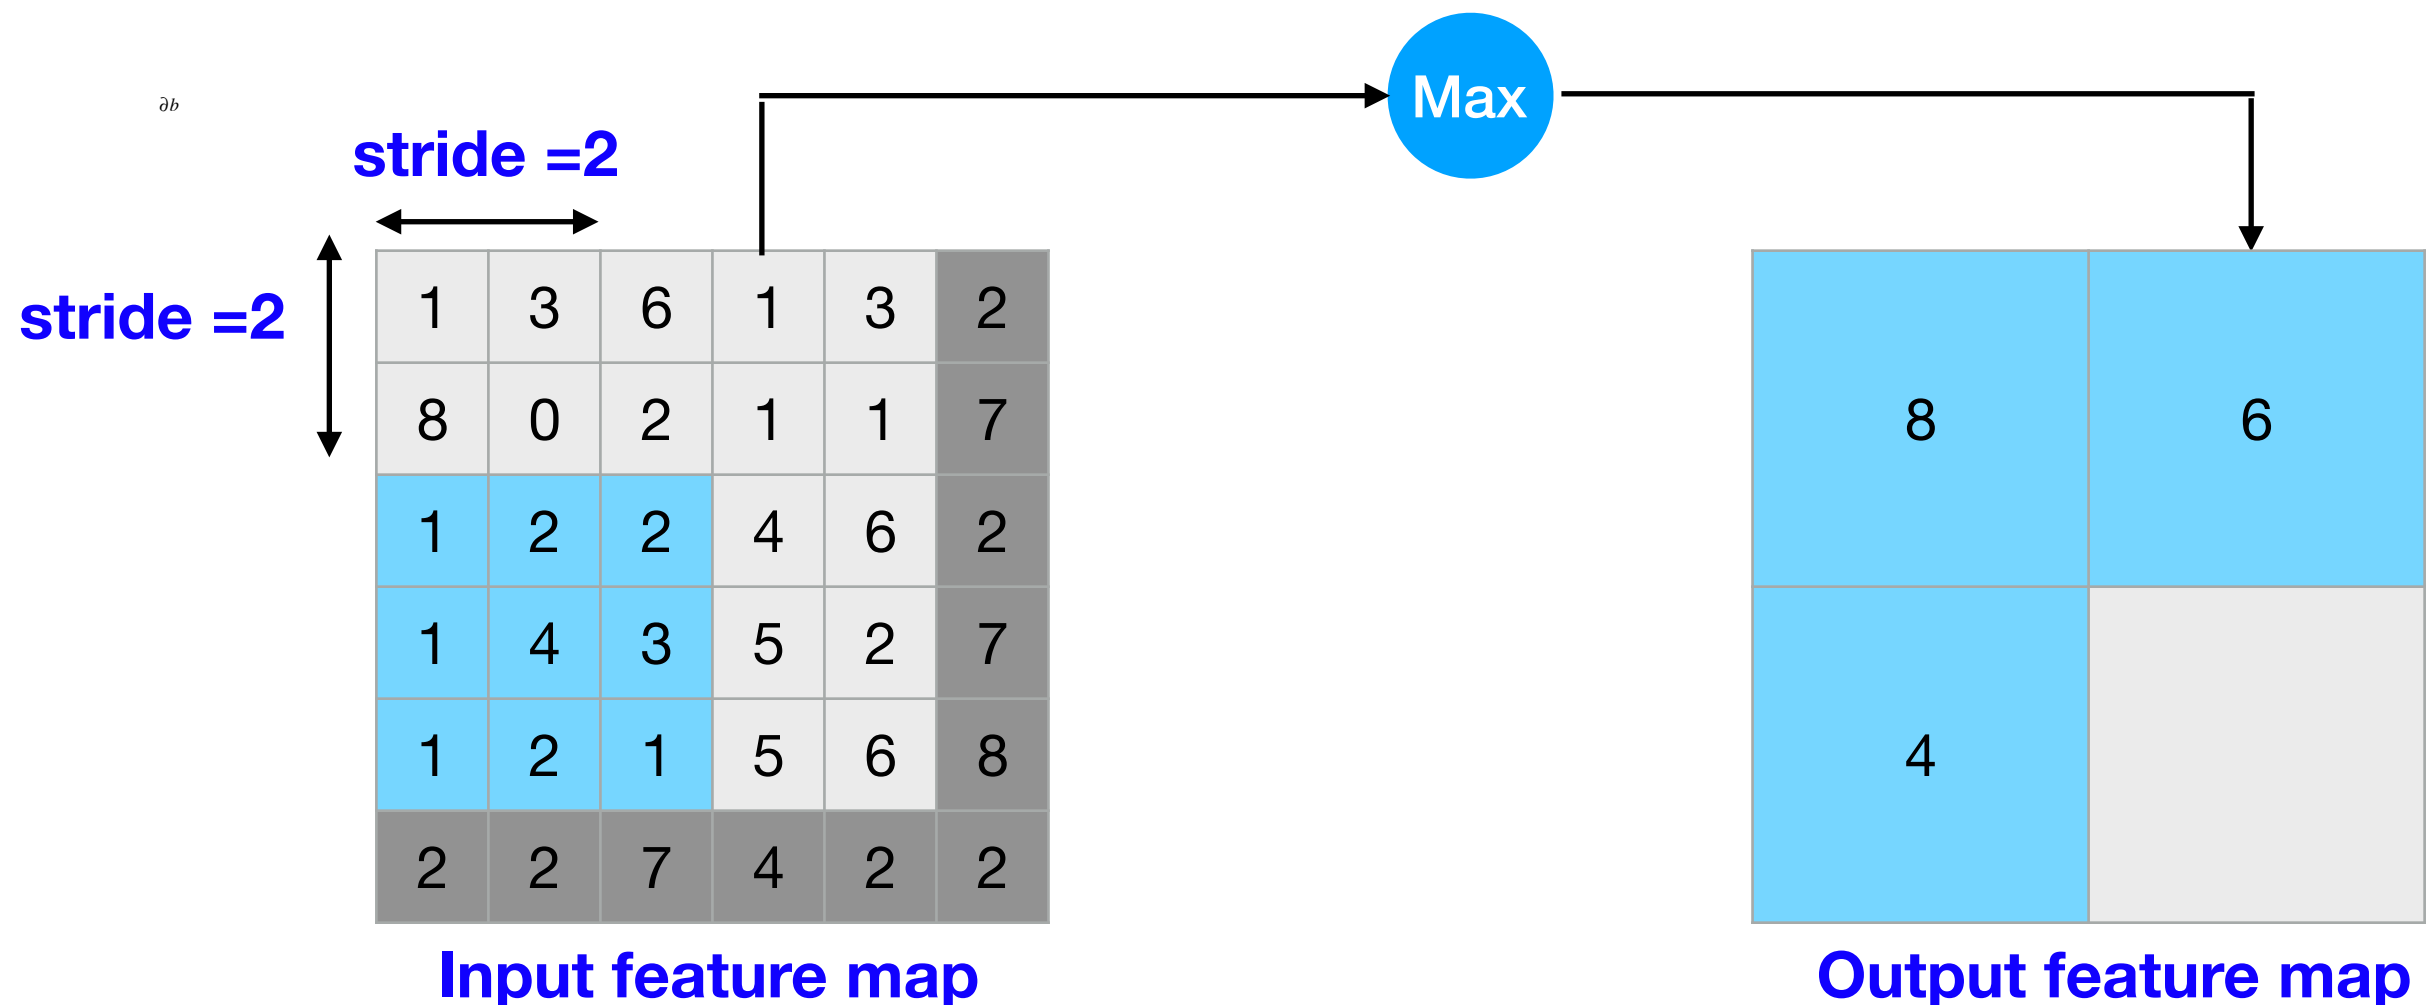 Max
∂b
stride =2
stride =2
1 3 6 1 3 2
8 0 2 1 1 7
1 2 2 4 6 2
1 4 3 5 2 7
1 2 1 5 6 8
2 2 7 4 2 2
8 6
4
Input feature map
Output feature map